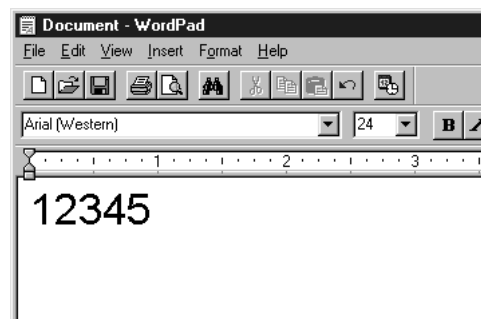 Document - WordPad
File Edit View Insert Format Help
Arial (Western) 24 B
1 2 3
12345